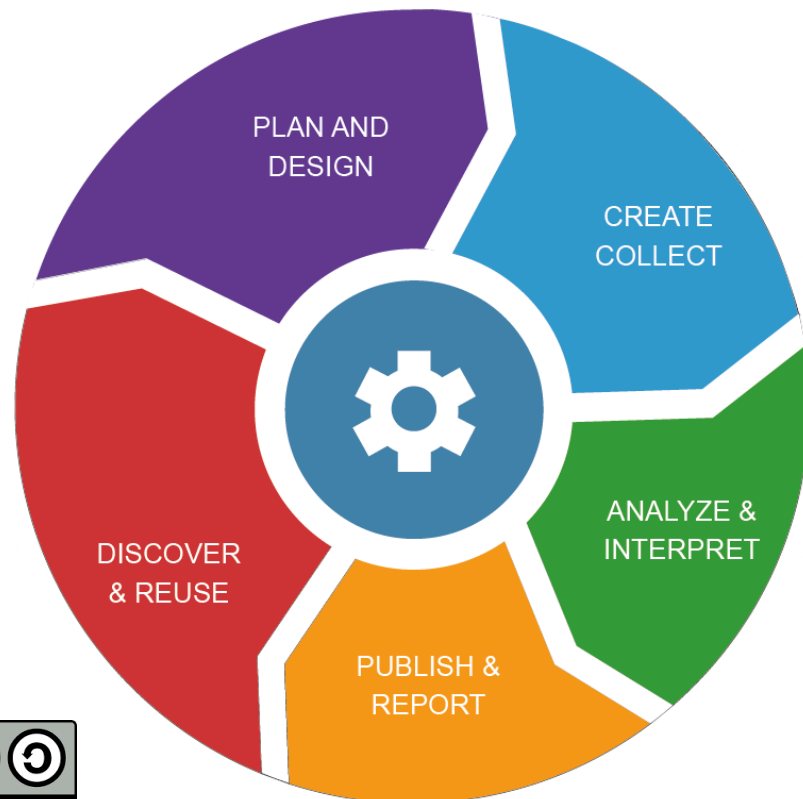 PLAN AND
DESIGN
CREATE
COLLECT
ANALYZE &
INTERPRET
PUBLISH &
REPORT
DISCOVER
& REUSE